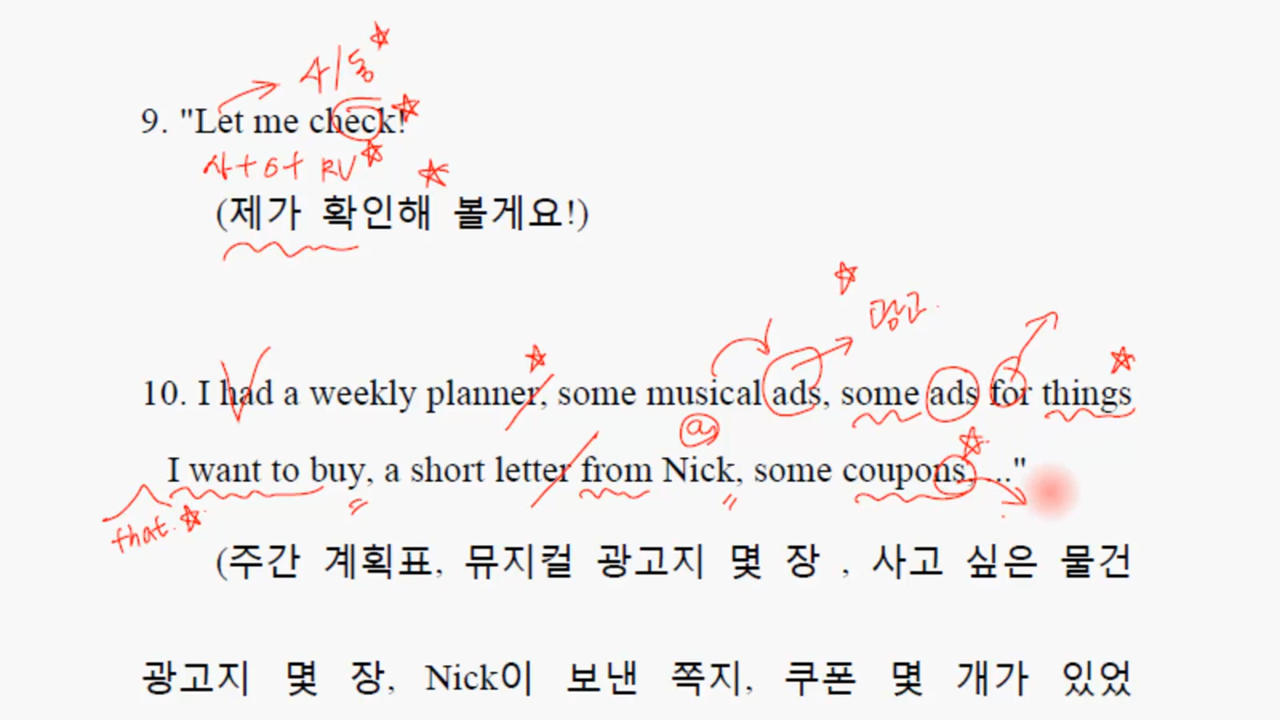 사/동
9. "Let me check!
사+O+ RV
(제가 확인해 볼게요!)
광고.
10. I had a weekly planner, some musical ads, some ads for things
a
I want to buy, a short letter from Nick, some coupons, ..."
that.
(주간 계획표, 뮤지컬 광고지 몇 장 , 사고 싶은 물건
광고지 몇 장, Nick이 보낸 쪽지, 쿠폰 몇 개가 있었